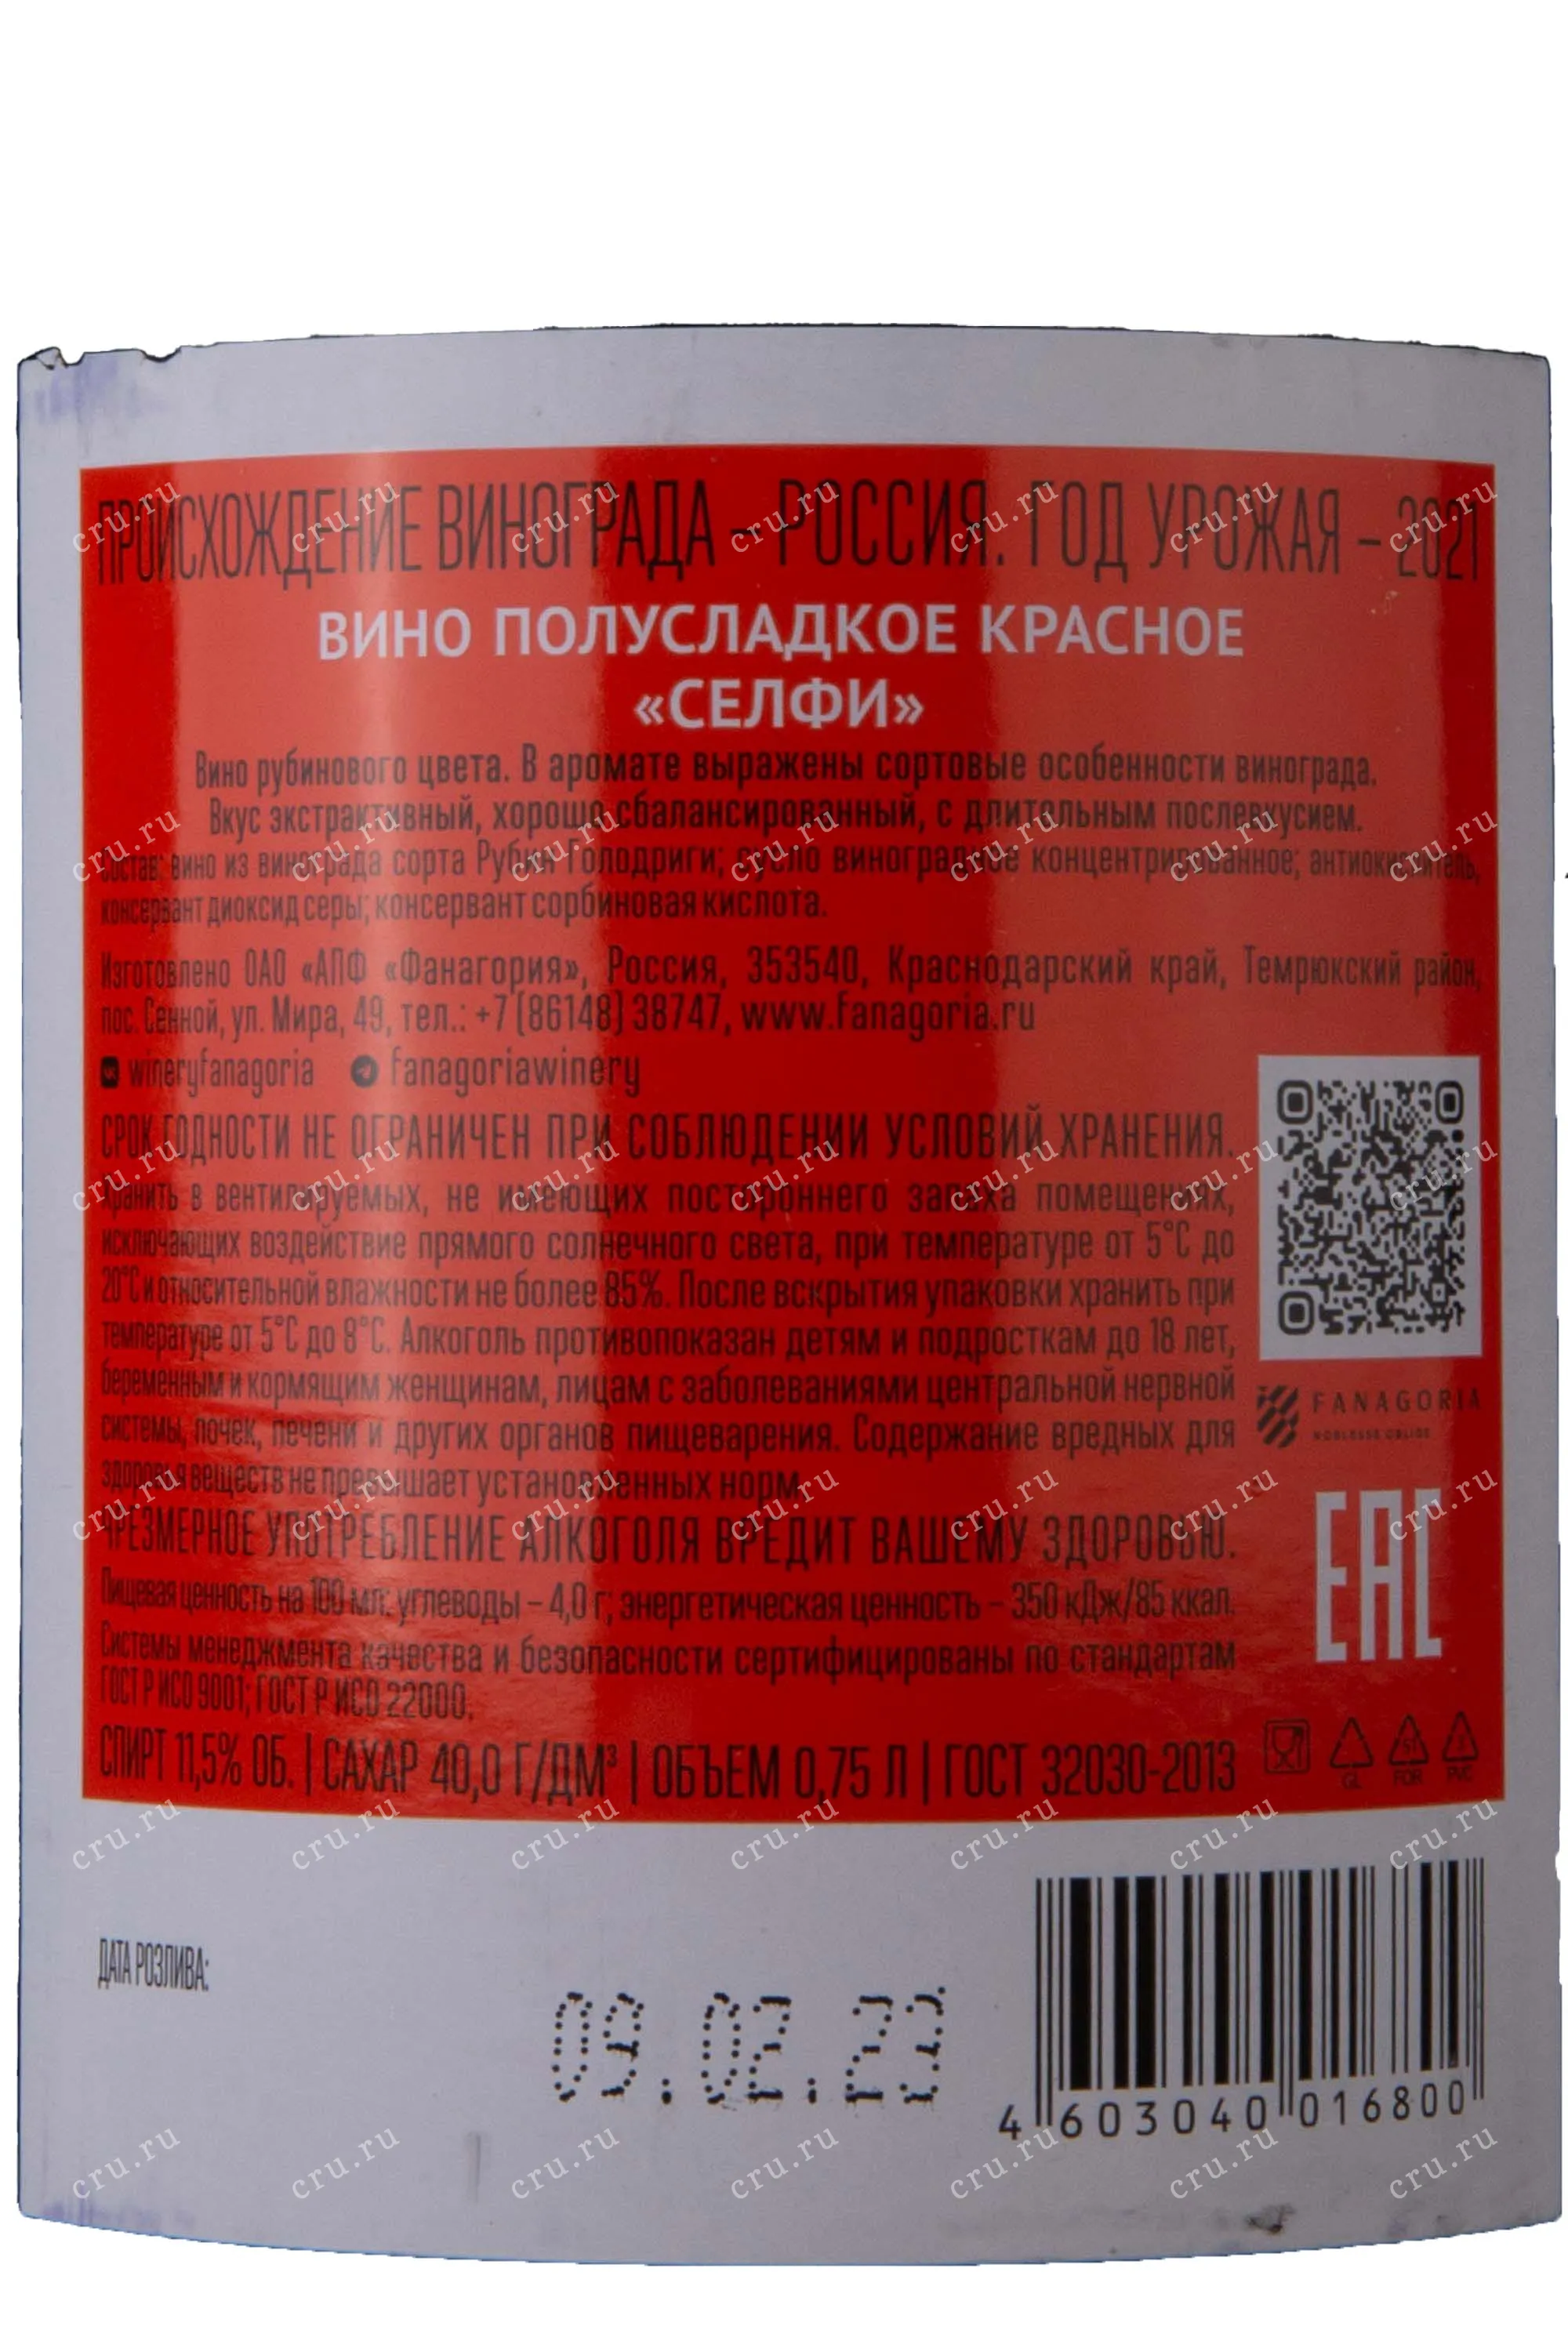 ПРОИСХОЖДЕНИЕ ВИНОГРАДА – РОССИЯ. ГОД УРОЖАЯ – 2021
ВИНО ПОЛУСЛАДКОЕ КРАСНОЕ
«СЕЛФИ»
Вино рубинового цвета. В аромате выражены сортовые особенности винограда.
Вкус экстрактивный, хорошо сбалансированный, с длительным послевкусием.
Состав: вино из винограда сорта Рубин Голодриги; сусло виноградное концентрированное; антиокислитель,
консервант диоксид серы; консервант сорбиновая кислота.
Изготовлено ОАО «АПФ «Фанагория», Россия, 353540, Краснодарский край, Темрюкский район,
пос. Сенной, ул. Мира, 49, тел.: +7 (86148) 38747, www.fanagoria.ru
wineryfanagoria fanagoriawinery
СРОК ГОДНОСТИ НЕ ОГРАНИЧЕН ПРИ СОБЛЮДЕНИИ УСЛОВИЙ ХРАНЕНИЯ.
Хранить в вентилируемых, не имеющих постороннего запаха помещениях,
исключающих воздействие прямого солнечного света, при температуре от 5°С до
20°С и относительной влажности не более 85%. После вскрытия упаковки хранить при
температуре от 5°С до 8°С. Алкоголь противопоказан детям и подросткам до 18 лет,
беременным и кормящим женщинам, лицам с заболеваниями центральной нервной
системы, почек, печени и других органов пищеварения. Содержание вредных для
здоровья веществ не превышает установленных норм.
ЧРЕЗМЕРНОЕ УПОТРЕБЛЕНИЕ АЛКОГОЛЯ ВРЕДИТ ВАШЕМУ ЗДОРОВЬЮ.
Пищевая ценность на 100 мл: углеводы – 4,0 г; энергетическая ценность – 350 кДж/85 ккал.
Системы менеджмента качества и безопасности сертифицированы по стандартам
ГОСТ Р ИСО 9001; ГОСТ Р ИСО 22000.
СПИРТ 11,5% ОБ. | САХАР 40,0 Г/ДМ³ | ОБЪЕМ 0,75 Л | ГОСТ 32030-2013
FANAGORIA
NOBLESSE OBLIGE
EAC
GL FOR PVC
ДАТА РОЗЛИВА:
09.02.23
4 603040 016800
cru.ru